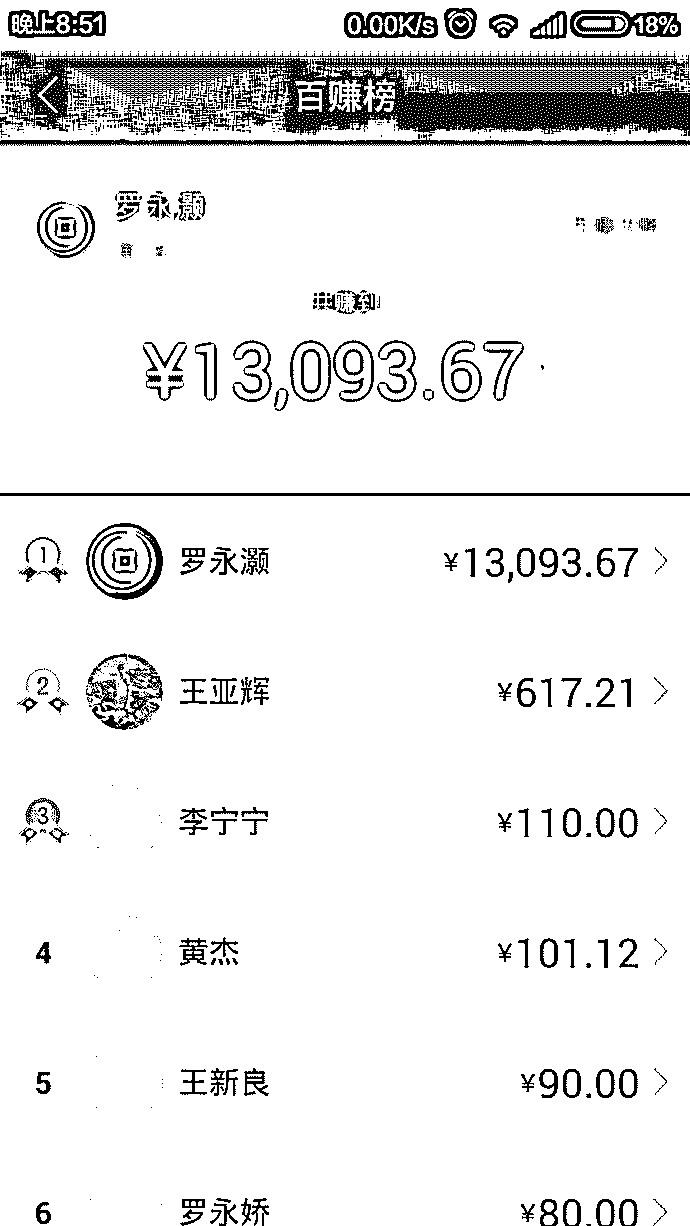 晚上8:51 0.00K/s 18%
百赚榜
罗永灏
共赚到
¥13,093.67
1 罗永灏 ¥13,093.67
2 王亚辉 ¥617.21
3 李宁宁 ¥110.00
4 黄杰 ¥101.12
5 王新良 ¥90.00
6 罗永娇 ¥80.00